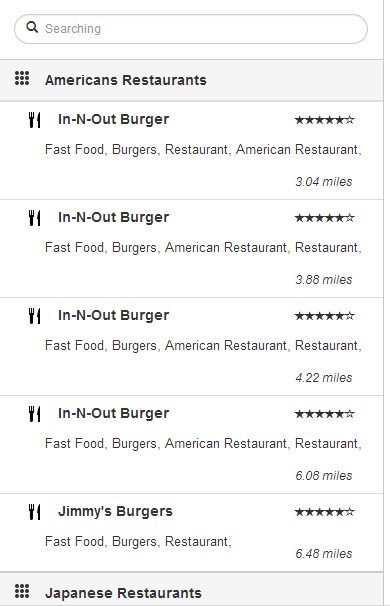 Searching
Americans Restaurants
In-N-Out Burger ★★★★★☆
Fast Food, Burgers, Restaurant, American Restaurant,
3.04 miles
In-N-Out Burger ★★★★★☆
Fast Food, Burgers, American Restaurant, Restaurant,
3.88 miles
In-N-Out Burger ★★★★★☆
Fast Food, Burgers, American Restaurant, Restaurant,
4.22 miles
In-N-Out Burger ★★★★★☆
Fast Food, Burgers, American Restaurant, Restaurant,
6.08 miles
Jimmy's Burgers ★★★★★☆
Fast Food, Burgers, Restaurant,
6.48 miles
Japanese Restaurants